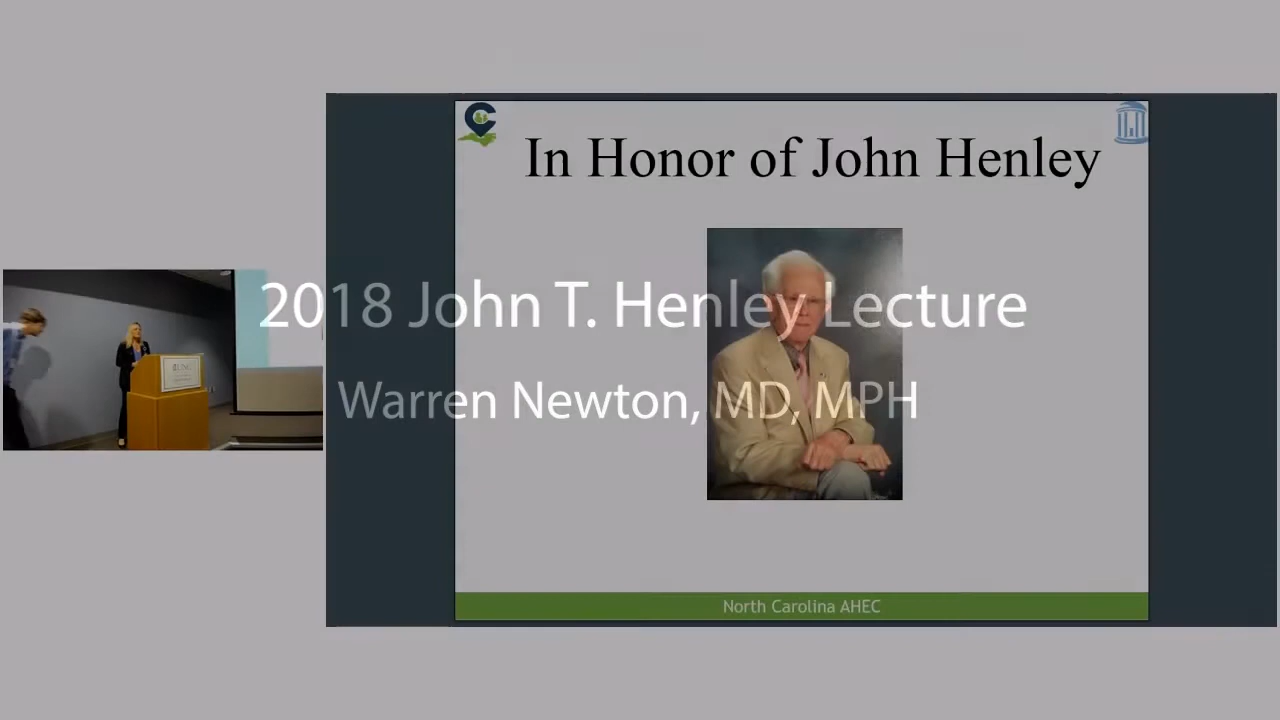 In Honor of John Henley
2018 John T. Henley Lecture
Warren Newton, MD, MPH
North Carolina AHEC